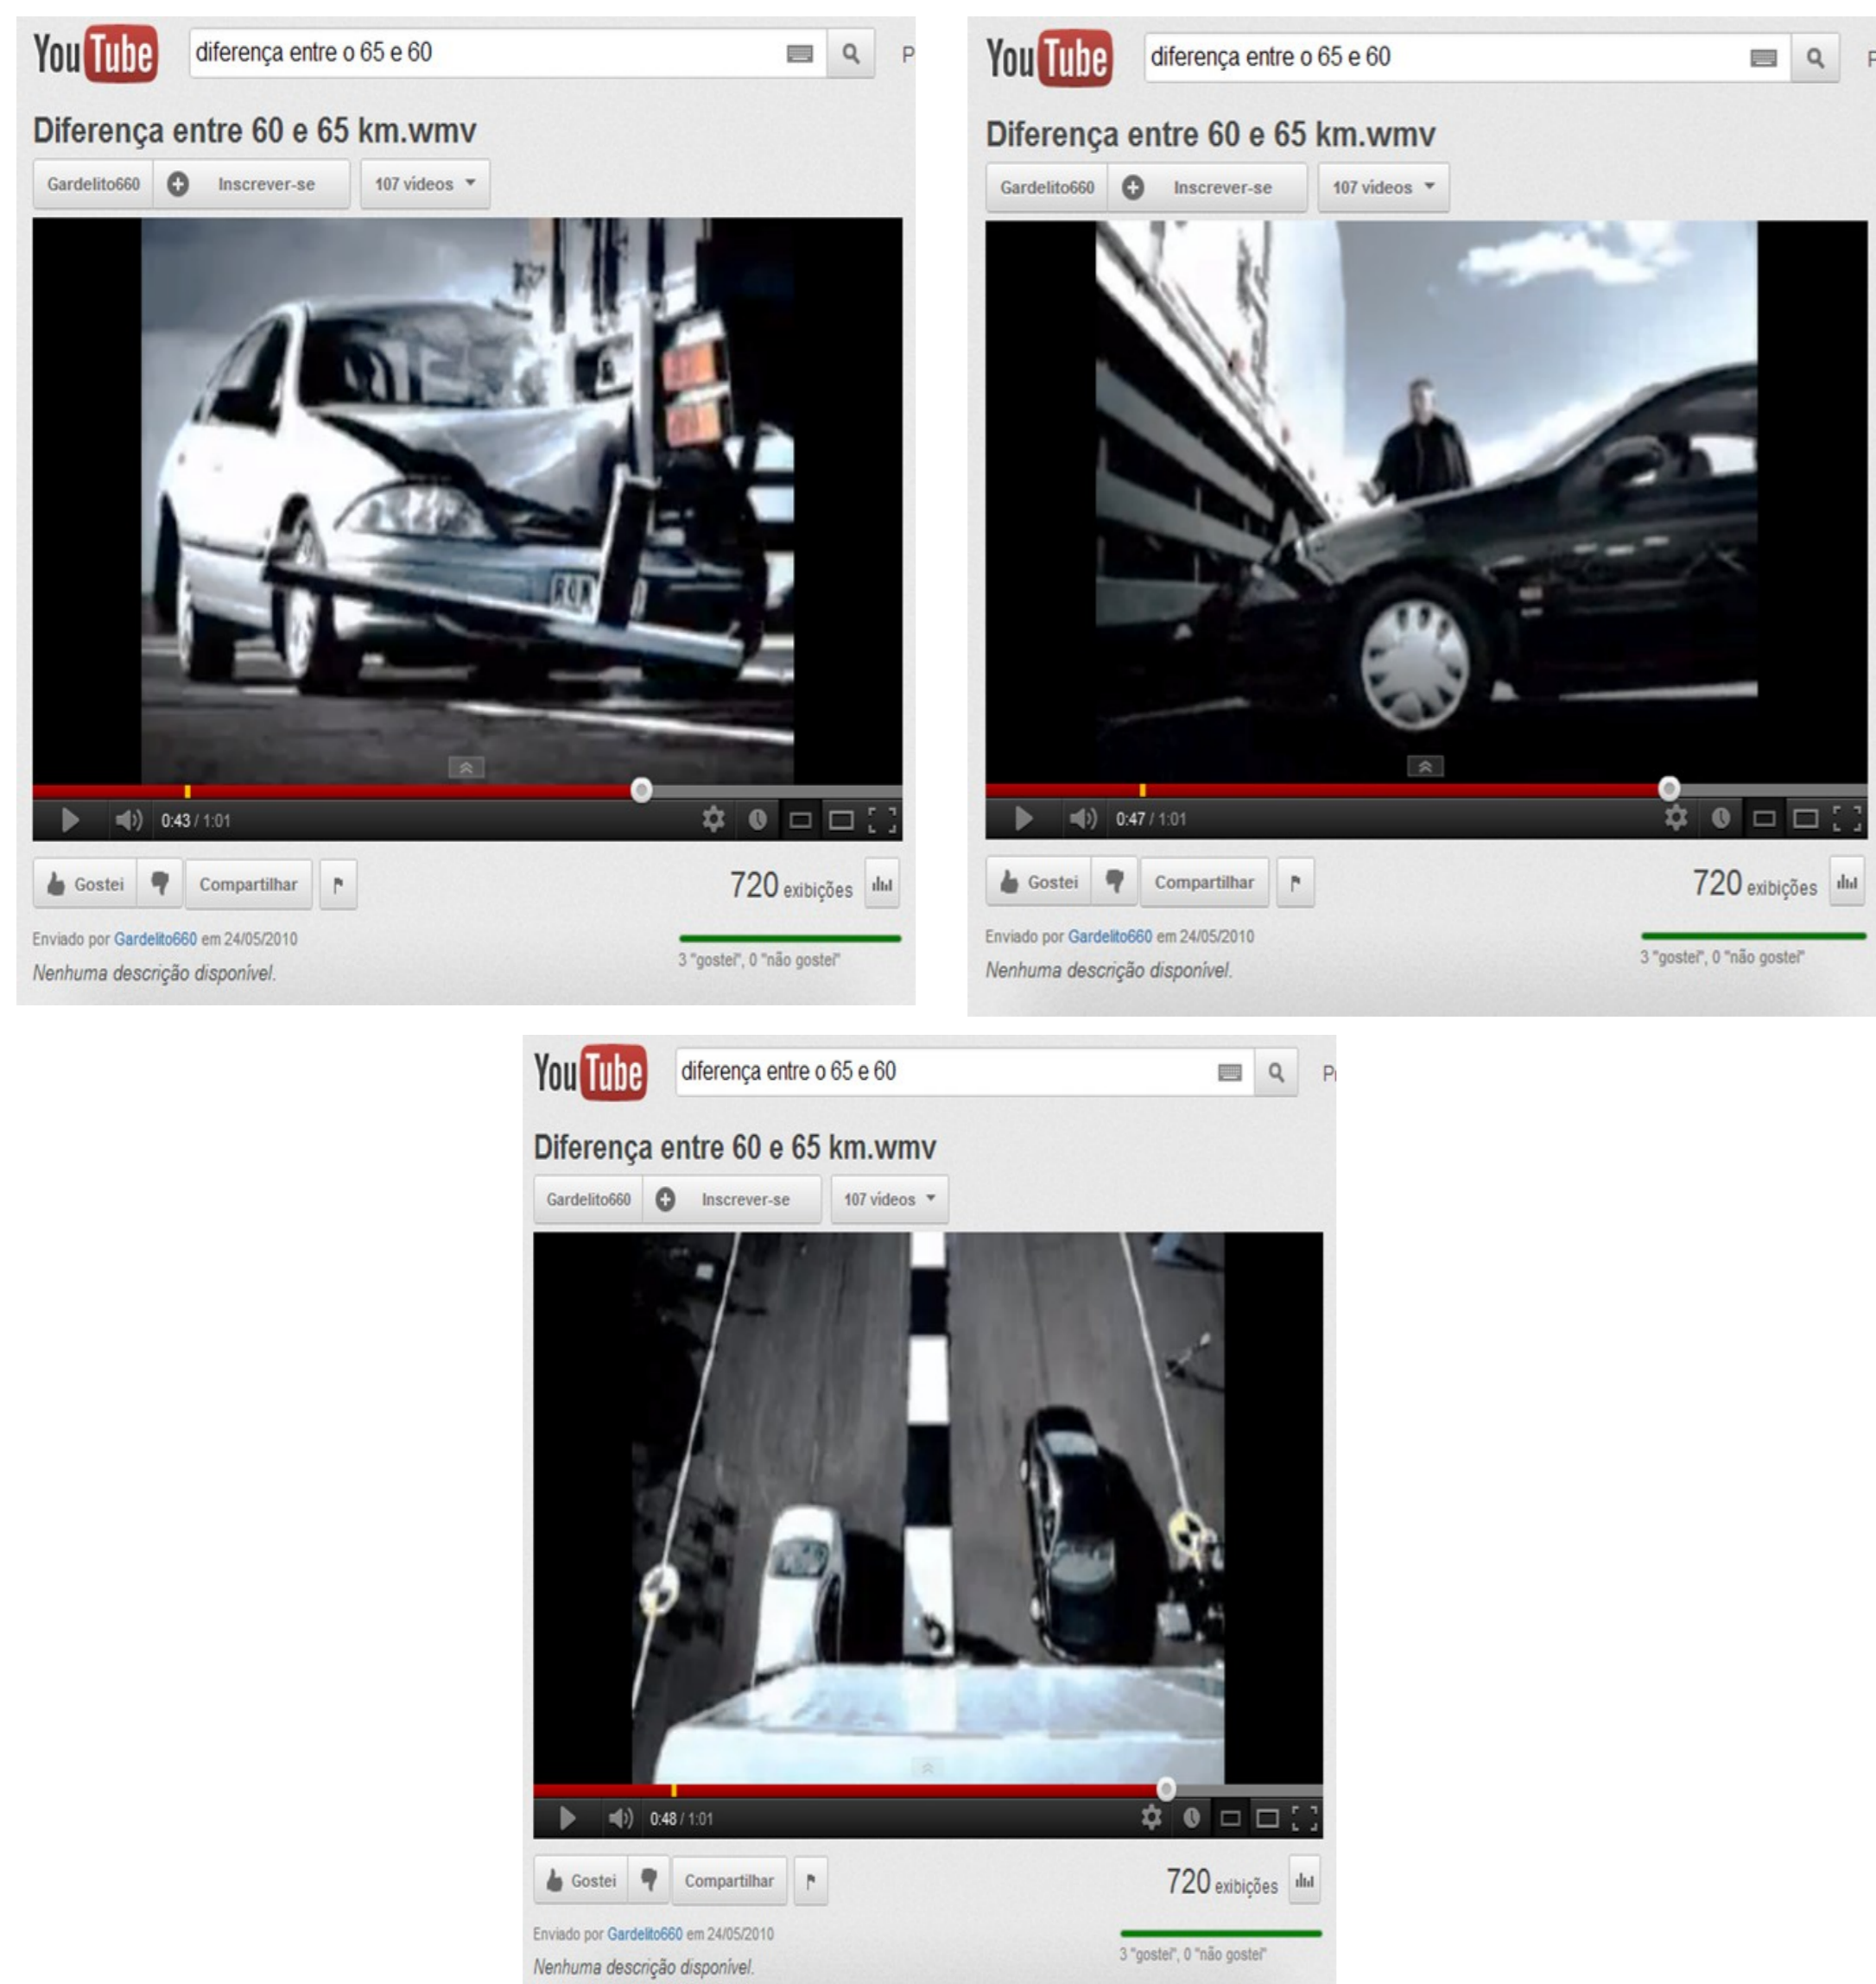 YouTube diferença entre o 65 e 60 P
Diferença entre 60 e 65 km.wmv
Gardelito660 Inscrever-se 107 vídeos
0:43 / 1:01
Gostei Compartilhar 720 exibições
Enviado por Gardelito660 em 24/05/2010
3 "gostei", 0 "não gostei"
Nenhuma descrição disponível.
YouTube diferença entre o 65 e 60 P
Diferença entre 60 e 65 km.wmv
Gardelito660 Inscrever-se 107 vídeos
0:47 / 1:01
Gostei Compartilhar 720 exibições
Enviado por Gardelito660 em 24/05/2010
3 "gostei", 0 "não gostei"
Nenhuma descrição disponível.
YouTube diferença entre o 65 e 60 P
Diferença entre 60 e 65 km.wmv
Gardelito660 Inscrever-se 107 vídeos
0:48 / 1:01
Gostei Compartilhar 720 exibições
Enviado por Gardelito660 em 24/05/2010
3 "gostei", 0 "não gostei"
Nenhuma descrição disponível.